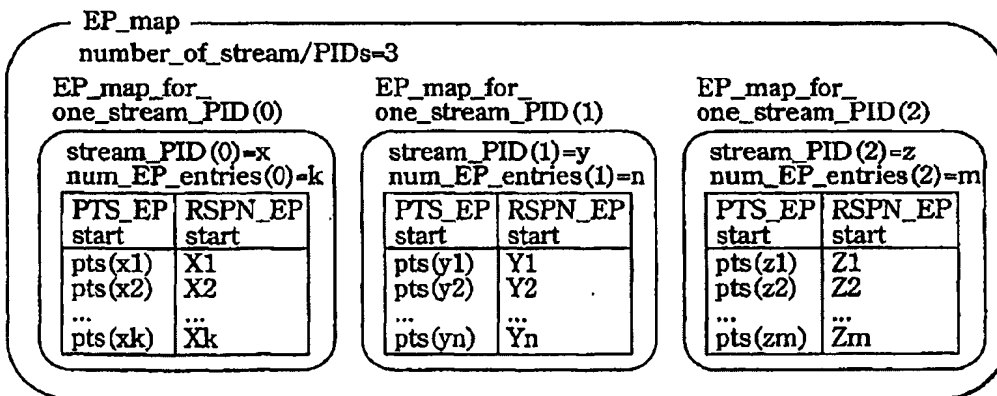 EP_map
number_of_stream/PIDs=3
EP_map_for_
one_stream_PID(0)
stream_PID(0)=x
num_EP_entries(0)=k
PTS_EP RSPN_EP
start start
pts(x1) X1
pts(x2) X2
... ...
pts(xk) Xk
EP_map_for_
one_stream_PID(1)
stream_PID(1)=y
num_EP_entries(1)=n
PTS_EP RSPN_EP
start start
pts(y1) Y1
pts(y2) Y2
... ...
pts(yn) Yn
EP_map_for_
one_stream_PID(2)
stream_PID(2)=z
num_EP_entries(2)=m
PTS_EP RSPN_EP
start start
pts(z1) Z1
pts(z2) Z2
... ...
pts(zm) Zm